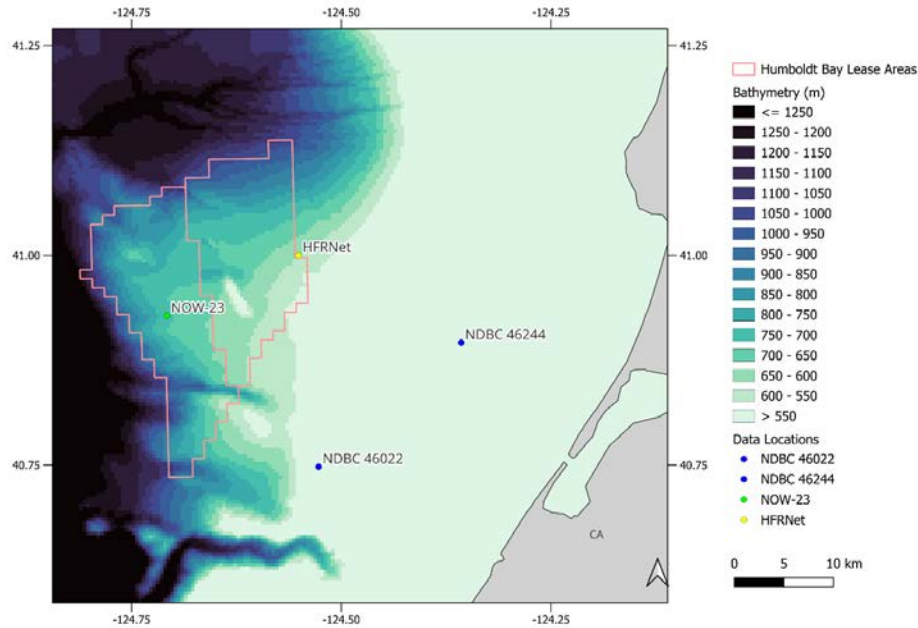 -124.75 -124.50 -124.25
41.25 41.25
41.00 41.00
40.75 40.75
-124.75 -124.50 -124.25
HFRNet
NOW-23
NDBC 46244
NDBC 46022
CA
Humboldt Bay Lease Areas
Bathymetry (m)
<= 1250
1250 - 1200
1200 - 1150
1150 - 1100
1100 - 1050
1050 - 1000
1000 - 950
950 - 900
900 - 850
850 - 800
800 - 750
750 - 700
700 - 650
650 - 600
600 - 550
> 550
Data Locations
NDBC 46022
NDBC 46244
NOW-23
HFRNet
0 5 10 km